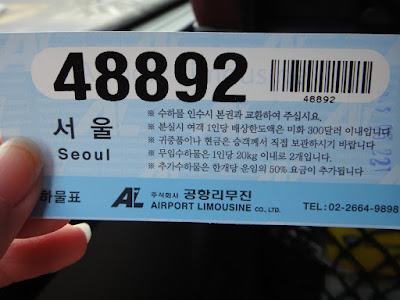 48892
48892
서울
Seoul
※ 수하물 인수시 본권과 교환하여 주십시요.
※ 분실시 여객 1인당 배상한도액은 미화 300달러 이내입니다
※ 귀중품이나 현금은 승객께서 직접 보관하시기 바랍니다
※ 무임수하물은 1인당 20kg 이내로 2개입니다.
※ 추가수하물은 한개당 운임의 50% 요금이 추가됩니다
하물표
AL 주식회사 공항리무진
AIRPORT LIMOUSINE CO., LTD.
TEL: 02-2664-9898